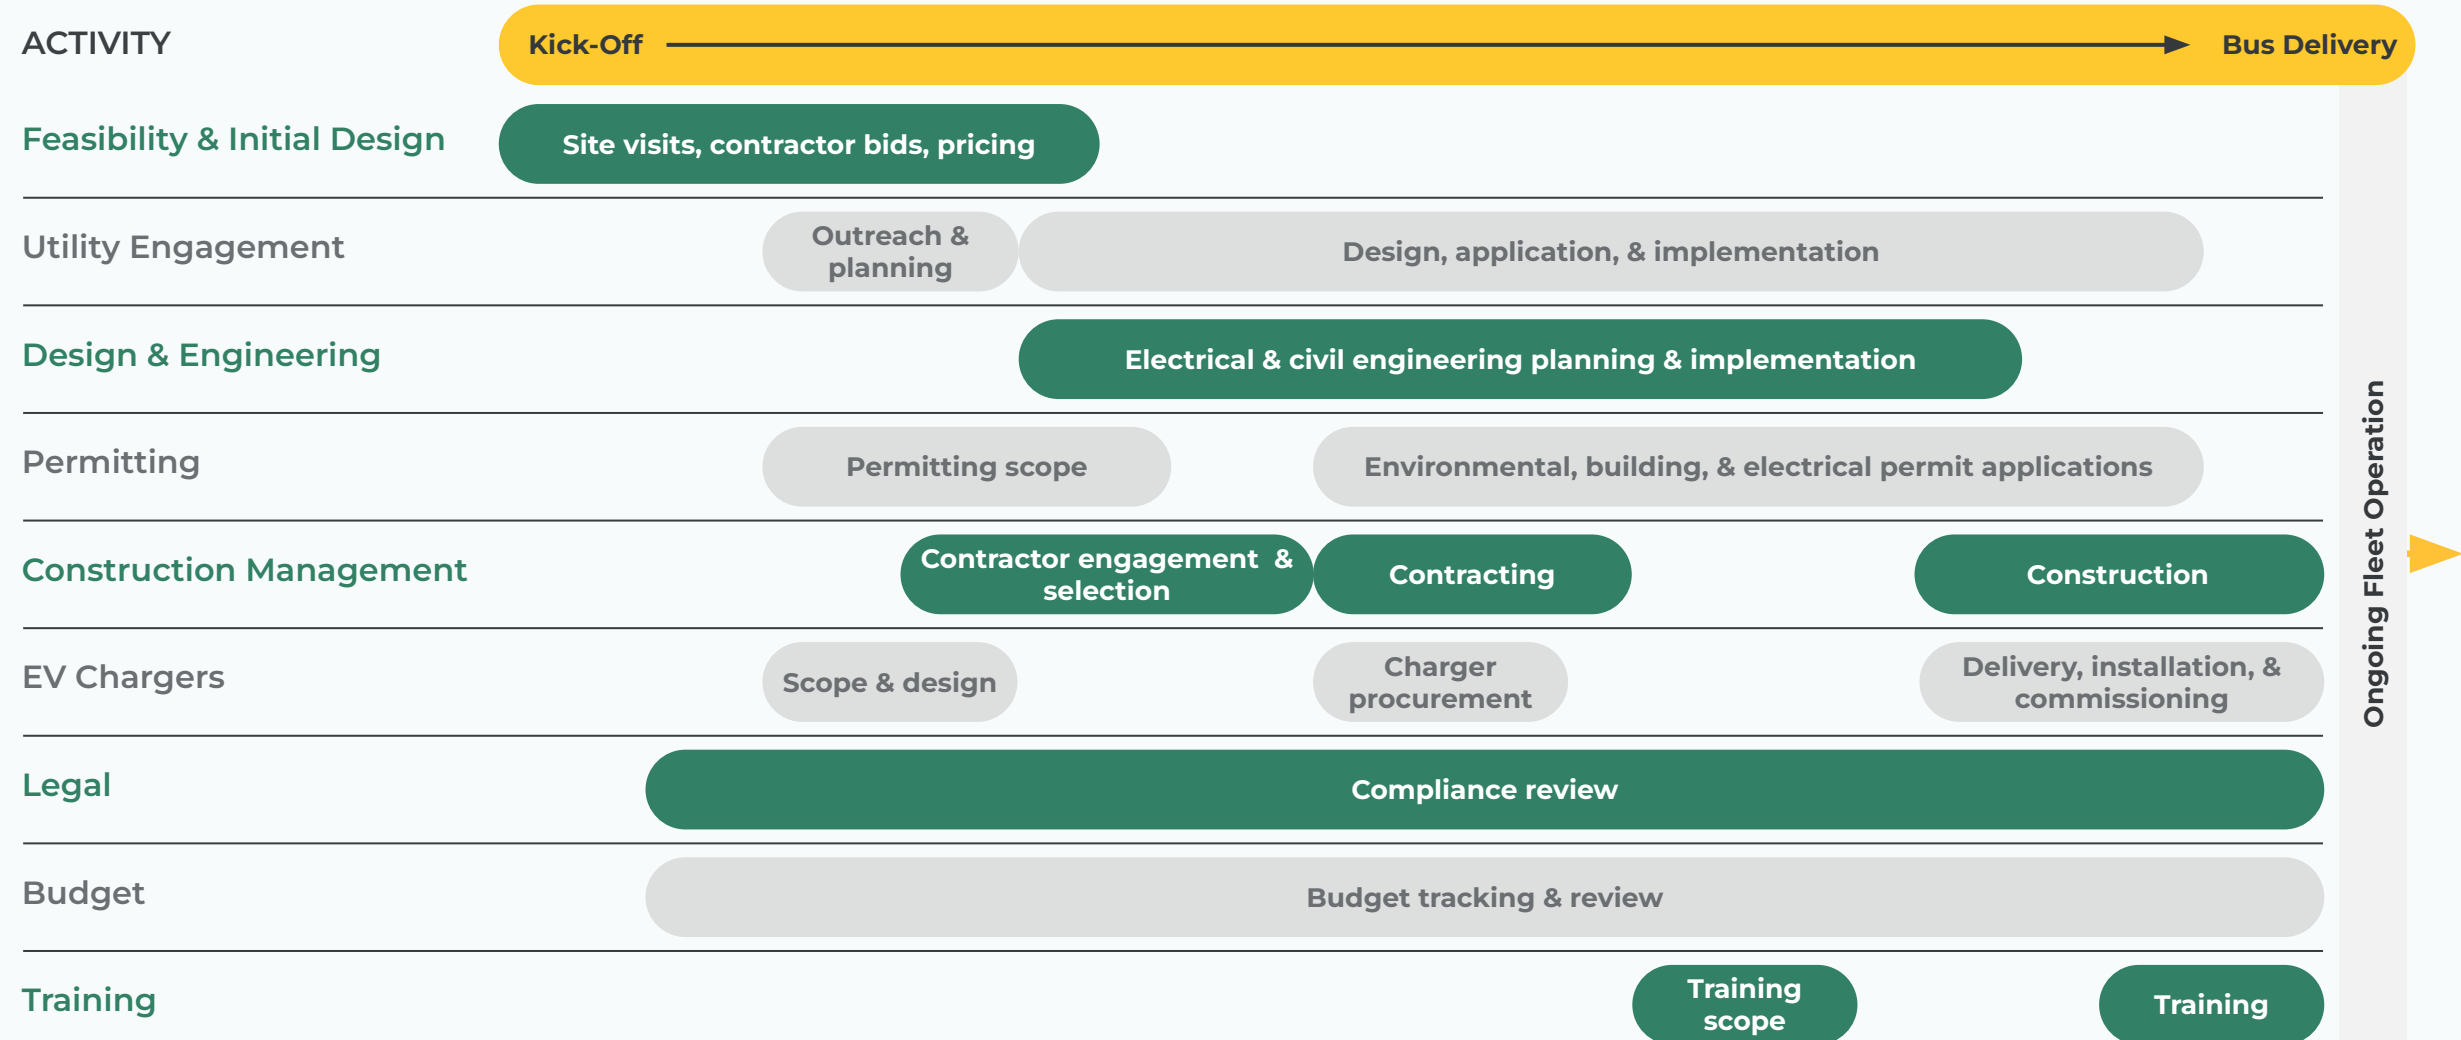 ACTIVITY
Kick-Off
Bus Delivery
Feasibility & Initial Design
Site visits, contractor bids, pricing
Utility Engagement
Outreach &
planning
Design, application, & implementation
Design & Engineering
Electrical & civil engineering planning & implementation
Permitting
Permitting scope
Environmental, building, & electrical permit applications
Construction Management
Contractor engagement &
selection
Contracting
Construction
EV Chargers
Scope & design
Charger
procurement
Delivery, installation, &
commissioning
Legal
Compliance review
Budget
Budget tracking & review
Training
Training
scope
Training
Ongoing Fleet Operation